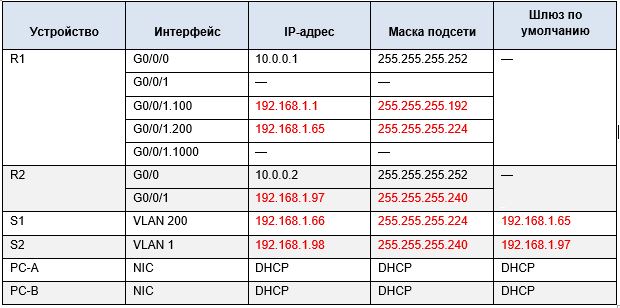 Устройство Интерфейс IP-адрес Маска подсети Шлюз по умолчанию
R1 G0/0/0 10.0.0.1 255.255.255.252 —
G0/0/1 — —
G0/0/1.100 192.168.1.1 255.255.255.192
G0/0/1.200 192.168.1.65 255.255.255.224
G0/0/1.1000 — —
R2 G0/0 10.0.0.2 255.255.255.252 —
G0/0/1 192.168.1.97 255.255.255.240
S1 VLAN 200 192.168.1.66 255.255.255.224 192.168.1.65
S2 VLAN 1 192.168.1.98 255.255.255.240 192.168.1.97
PC-A NIC DHCP DHCP DHCP
PC-B NIC DHCP DHCP DHCP